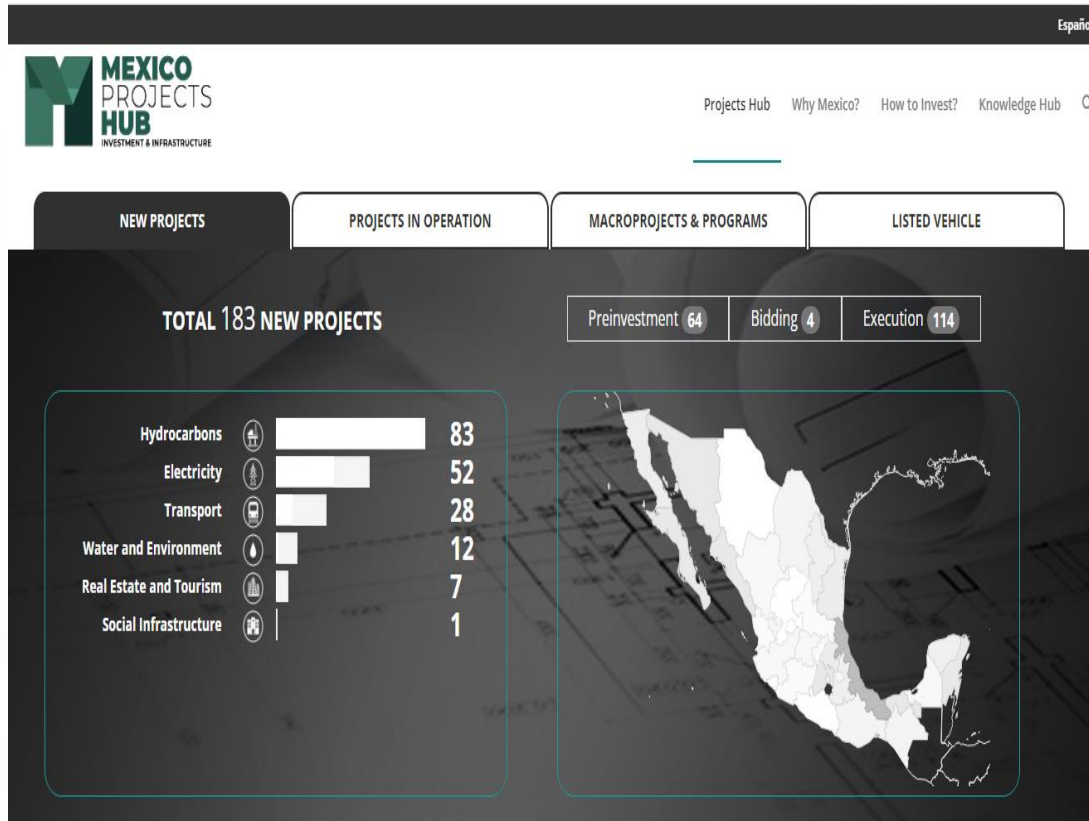 Españo
MEXICO
PROJECTS
HUB
INVESTMENT & INFRASTRUCTURE
Projects Hub Why Mexico? How to Invest? Knowledge Hub
NEW PROJECTS PROJECTS IN OPERATION MACROPROJECTS & PROGRAMS LISTED VEHICLE
TOTAL 183 NEW PROJECTS
Preinvestment 64 Bidding 4 Execution 114
Hydrocarbons 83
Electricity 52
Transport 28
Water and Environment 12
Real Estate and Tourism 7
Social Infrastructure 1